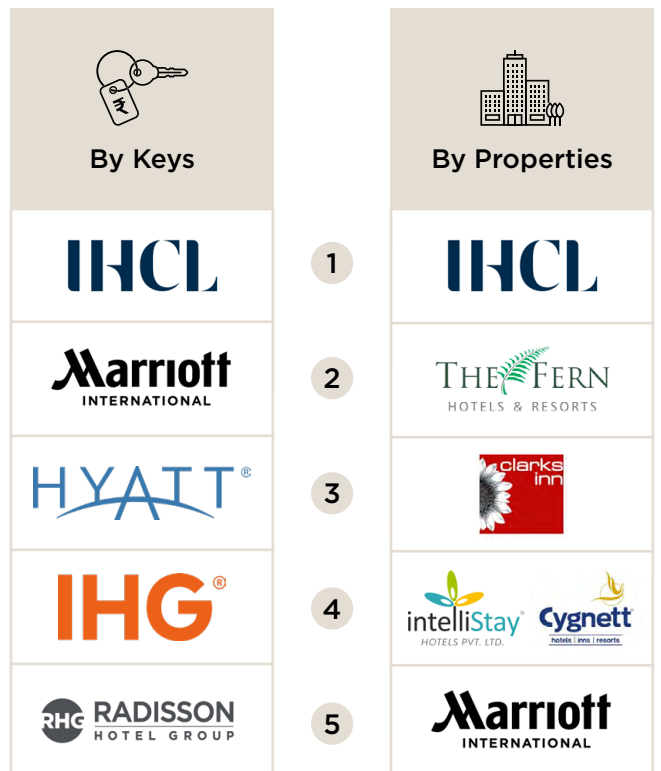 ₹
By Keys
By Properties
IHCL
1
IHCL
Marriott
INTERNATIONAL
2
THE FERN
HOTELS & RESORTS
HYATT®
3
clarks
inn
IHG®
4
intelliStay
HOTELS PVT. LTD.
Cygnett®
hotels | inns | resorts
RHG RADISSON
HOTEL GROUP
5
Marriott
INTERNATIONAL